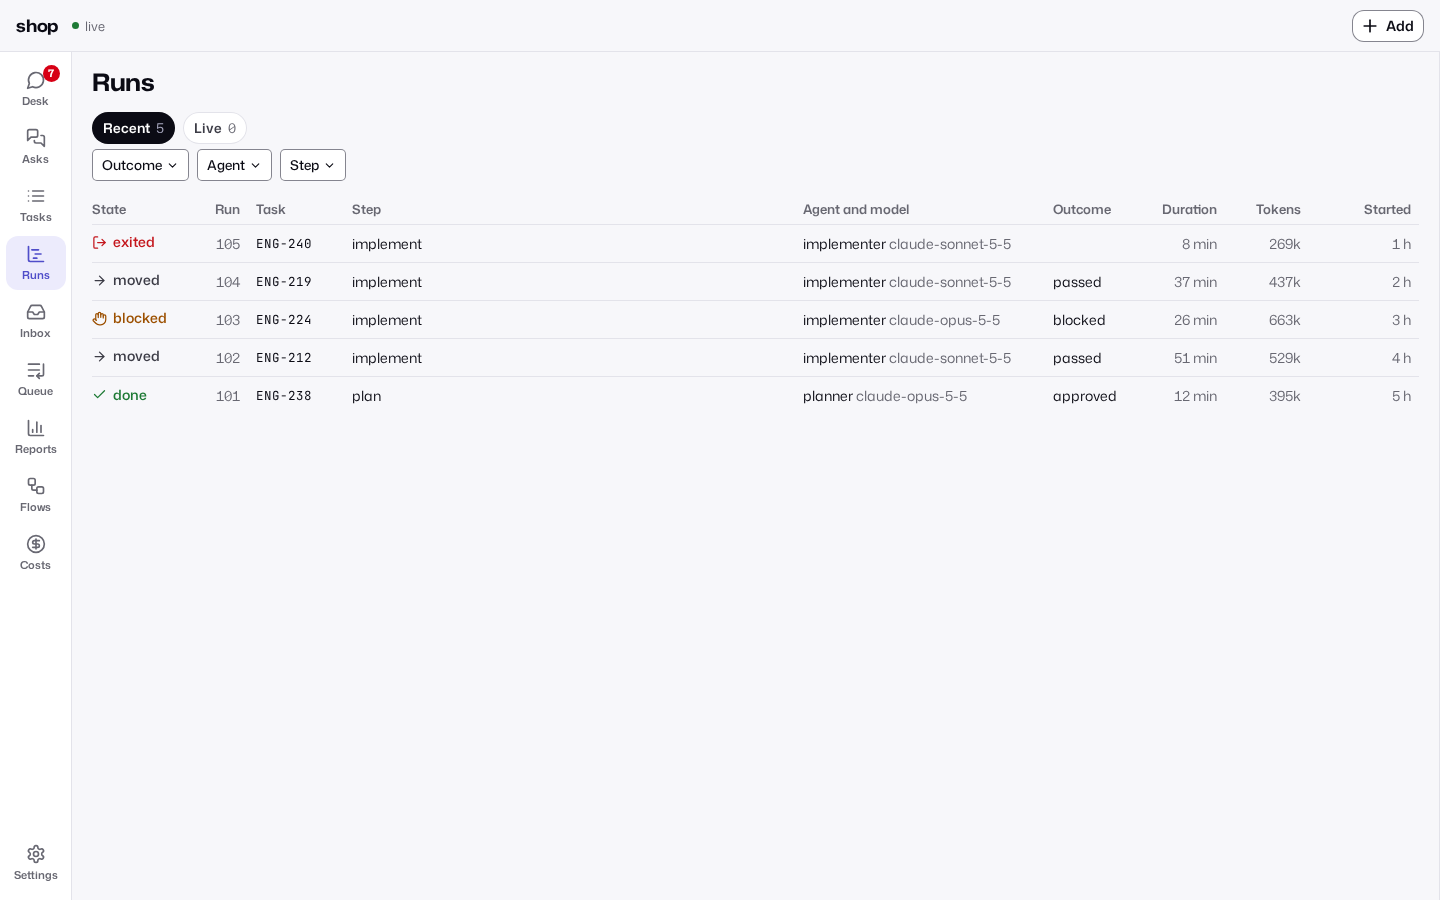 shop live
Add
7
Desk
Asks
Tasks
Runs
Inbox
Queue
Reports
Flows
Costs
Settings
Runs
Recent 5 Live 0
Outcome Agent Step
State Run Task Step Agent and model Outcome Duration Tokens Started
exited 105 ENG-240 implement implementer claude-sonnet-5-5 8 min 269k 1 h
moved 104 ENG-219 implement implementer claude-sonnet-5-5 passed 37 min 437k 2 h
blocked 103 ENG-224 implement implementer claude-opus-5-5 blocked 26 min 663k 3 h
moved 102 ENG-212 implement implementer claude-sonnet-5-5 passed 51 min 529k 4 h
done 101 ENG-238 plan planner claude-opus-5-5 approved 12 min 395k 5 h